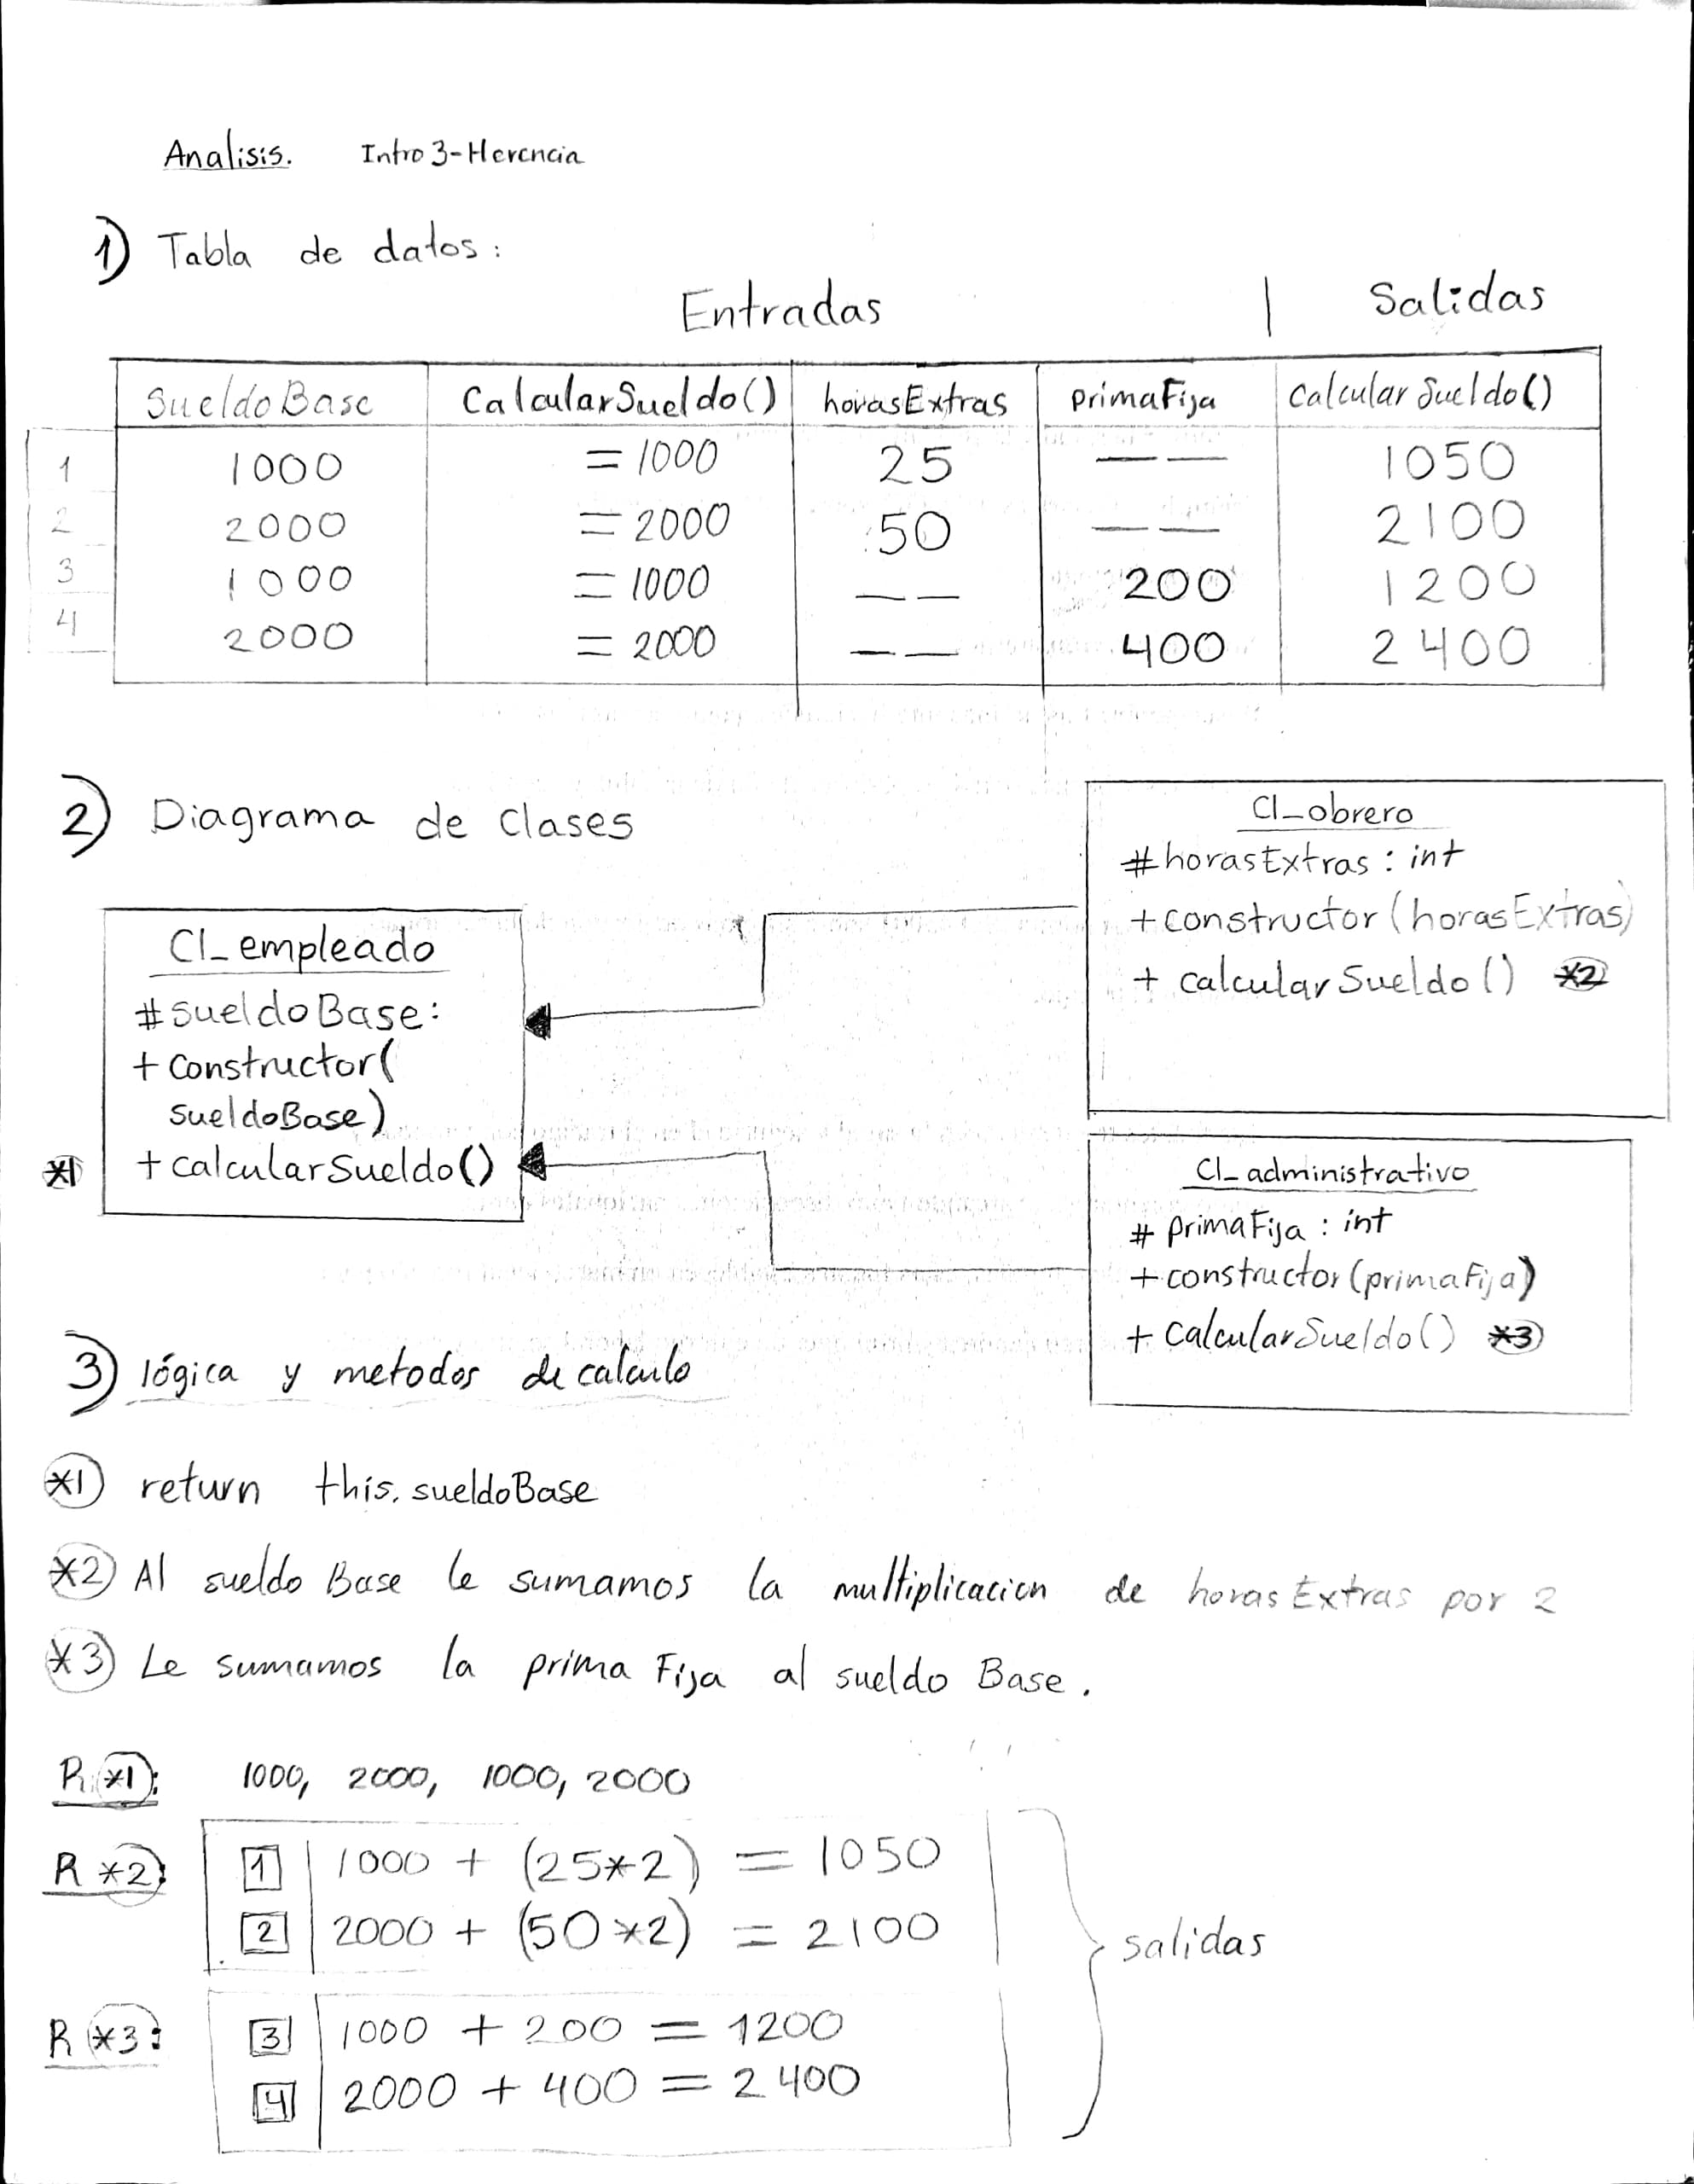 Analisis. Intro 3-Herencia
1) Tabla de datos:
Entradas | Salidas
sueldoBase CalcularSueldo() horasExtras primaFija calcularSueldo()
1 1000 = 1000 25 —— 1050
2 2000 = 2000 50 —— 2100
3 1000 = 1000 —— 200 1200
4 2000 = 2000 —— 400 2400
2) Diagrama de Clases
Cl_empleado
#sueldoBase:
+ constructor(
sueldoBase)
*1 + calcularSueldo()
Cl_obrero
#horasExtras: int
+constructor(horasExtras)
+ calcularSueldo() *2
Cl_administrativo
# primaFija: int
+constructor(primaFija)
+ CalcularSueldo() *3
3) lógica y metodos de calculo
*1) return this.sueldoBase
*2) Al sueldo Base le sumamos la multiplicacion de horasExtras por 2
*3) Le sumamos la prima Fija al sueldo Base.
R *1): 1000, 2000, 1000, 2000
R *2): 1 | 1000 + (25*2) = 1050
2 | 2000 + (50*2) = 2100
R *3: 3 | 1000 + 200 = 1200
4 | 2000 + 400 = 2400
salidas